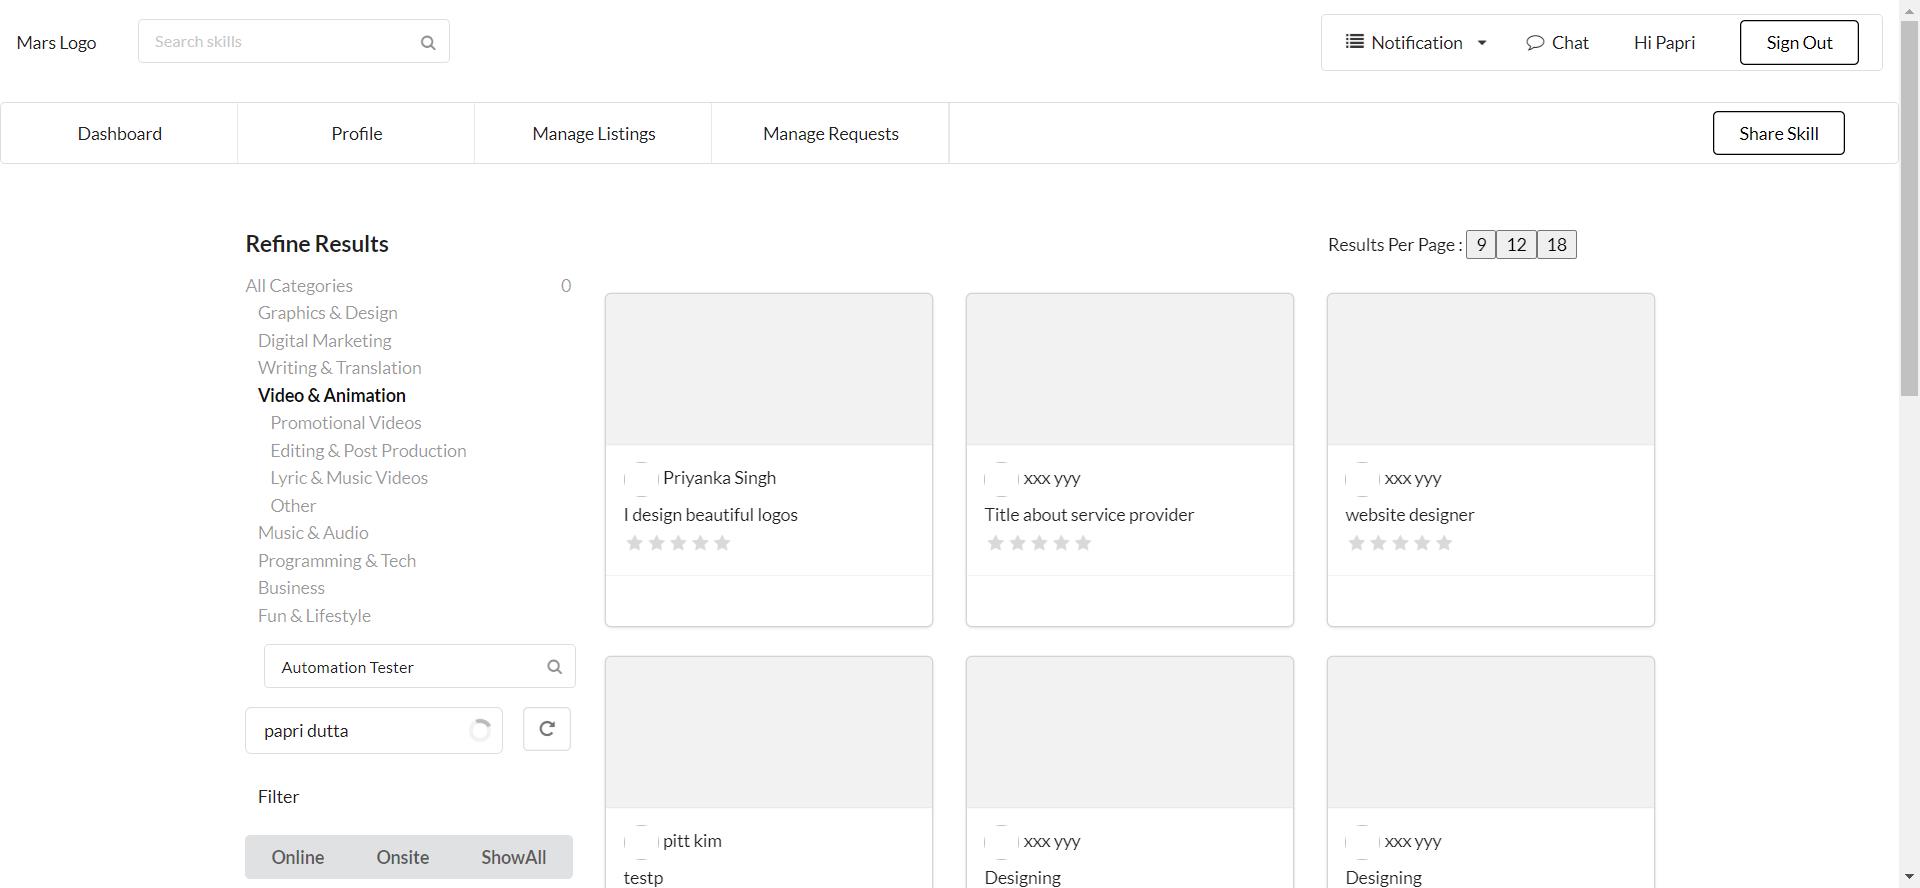 Mars Logo
Search skills
Notification
Chat
Hi Papri
Sign Out
Dashboard
Profile
Manage Listings
Manage Requests
Share Skill
Refine Results
Results Per Page : 9 12 18
All Categories 0
Graphics & Design
Digital Marketing
Writing & Translation
Video & Animation
Promotional Videos
Editing & Post Production
Lyric & Music Videos
Other
Music & Audio
Programming & Tech
Business
Fun & Lifestyle
Automation Tester
papri dutta
Filter
Online
Onsite
ShowAll
Priyanka Singh
I design beautiful logos
xxx yyy
Title about service provider
xxx yyy
website designer
pitt kim
testp
xxx yyy
Designing
xxx yyy
Designing